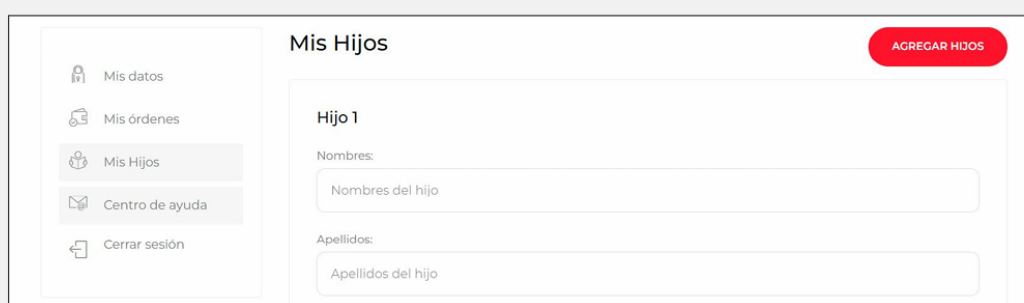 Mis datos
Mis órdenes
Mis Hijos
Centro de ayuda
Cerrar sesión
Mis Hijos
AGREGAR HIJOS
Hijo 1
Nombres:
Nombres del hijo
Apellidos:
Apellidos del hijo